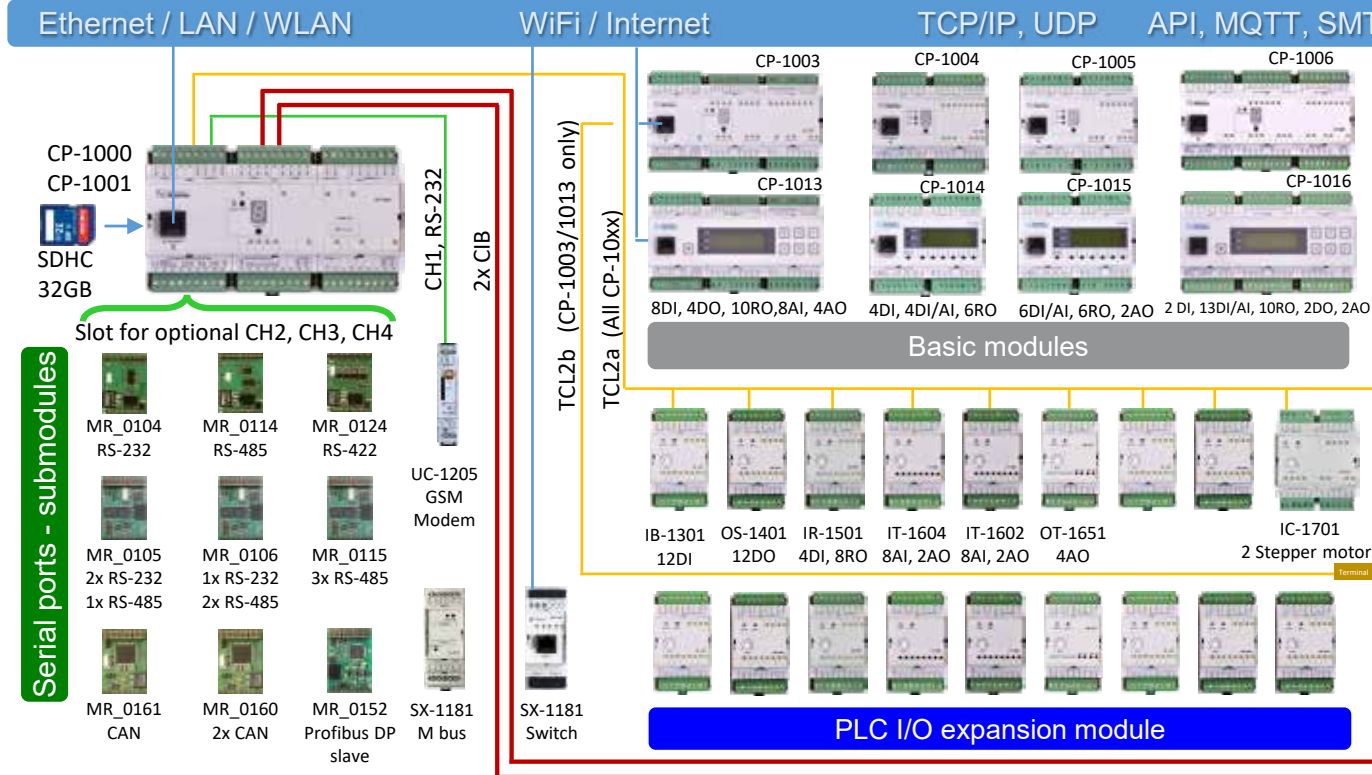 Ethernet / LAN / WLAN
WiFi / Internet
TCP/IP, UDP
API, MQTT, SMT
CP-1000
CP-1001
SDHC
32GB
CH1, RS-232
2x CIB
Slot for optional CH2, CH3, CH4
Serial ports - submodules
MR_0104
RS-232
MR_0114
RS-485
MR_0124
RS-422
MR_0105
2x RS-232
1x RS-485
MR_0106
1x RS-232
2x RS-485
MR_0115
3x RS-485
MR_0161
CAN
MR_0160
2x CAN
MR_0152
Profibus DP
slave
UC-1205
GSM
Modem
SX-1181
M bus
SX-1181
Switch
TCL2b (CP-1003/1013 only)
TCL2a (All CP-10xx)
CP-1003
CP-1004
CP-1005
CP-1006
CP-1013
CP-1014
CP-1015
CP-1016
8DI, 4DO, 10RO,8AI, 4AO
4DI, 4DI/AI, 6RO
6DI/AI, 6RO, 2AO
2 DI, 13DI/AI, 10RO, 2DO, 2AO
Basic modules
IB-1301
12DI
OS-1401
12DO
IR-1501
4DI, 8RO
IT-1604
8AI, 2AO
IT-1602
8AI, 2AO
OT-1651
4AO
IC-1701
2 Stepper motor
Terminal
PLC I/O expansion module